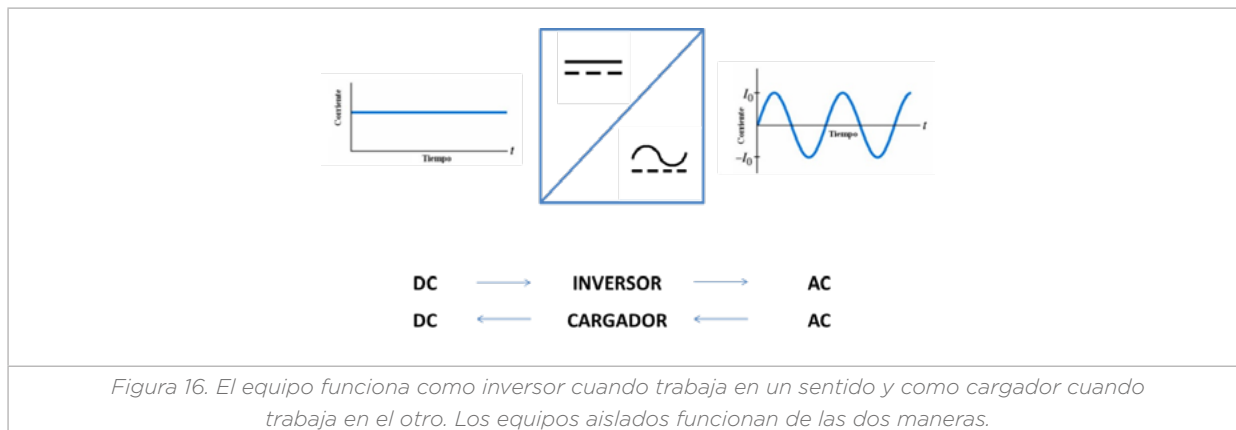 Corriente
Tiempo
t
I₀
Corriente
Tiempo
t
–I₀
DC INVERSOR AC
DC CARGADOR AC
Figura 16. El equipo funciona como inversor cuando trabaja en un sentido y como cargador cuando
trabaja en el otro. Los equipos aislados funcionan de las dos maneras.